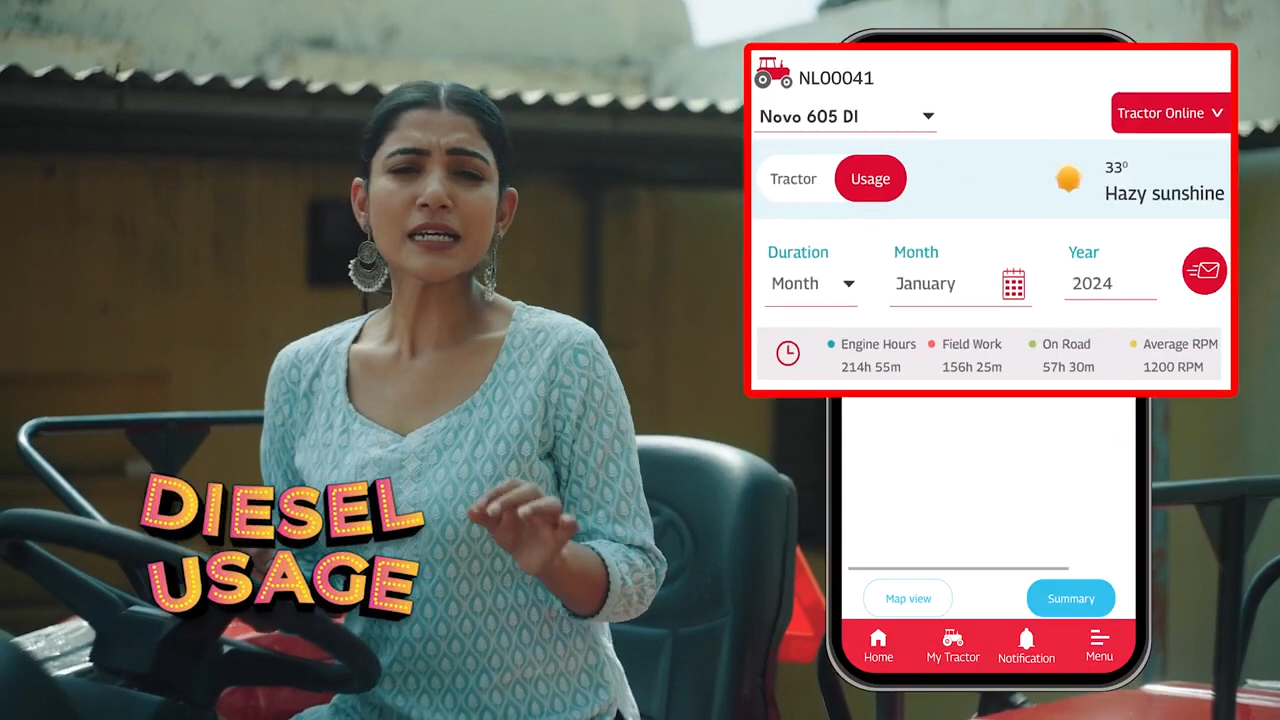 NL00041
Novo 605 DI
Tractor Online
Tractor
Usage
33⁰
Hazy sunshine
Duration
Month
Year
Month
January
2024
Engine Hours
Field Work
On Road
Average RPM
214h 55m
156h 25m
57h 30m
1200 RPM
DIESEL
USAGE
Map view
Summary
Home
My Tractor
Notification
Menu